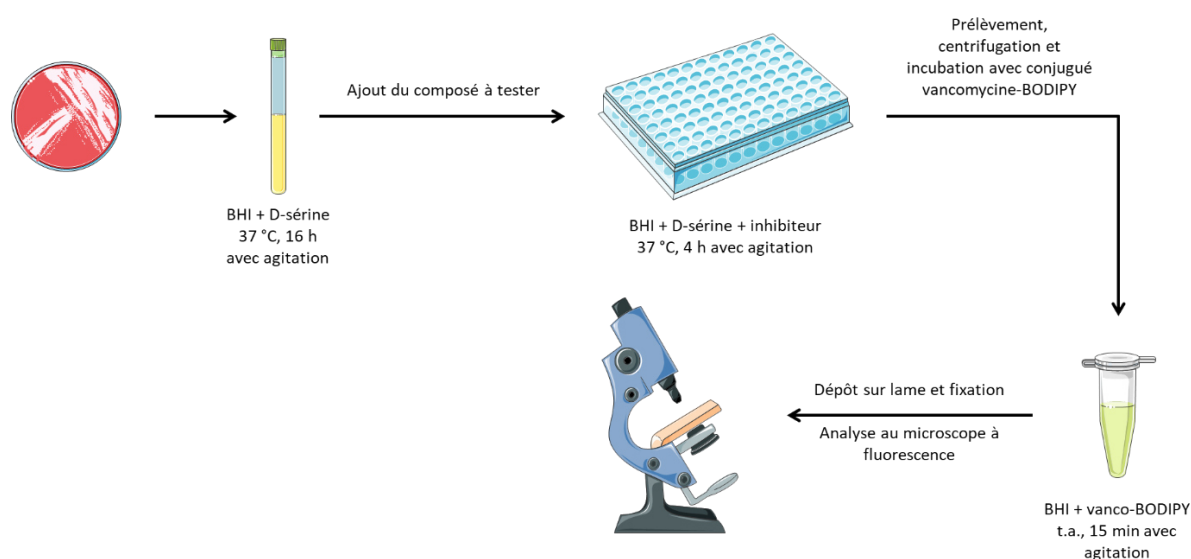 Ajout du composé à tester
Prélèvement,
centrifugation et
incubation avec conjugué
vancomycine-BODIPY
BHI + D-sérine
37 °C, 16 h
avec agitation
BHI + D-sérine + inhibiteur
37 °C, 4 h avec agitation
Dépôt sur lame et fixation
Analyse au microscope à
fluorescence
BHI + vanco-BODIPY
t.a., 15 min avec
agitation